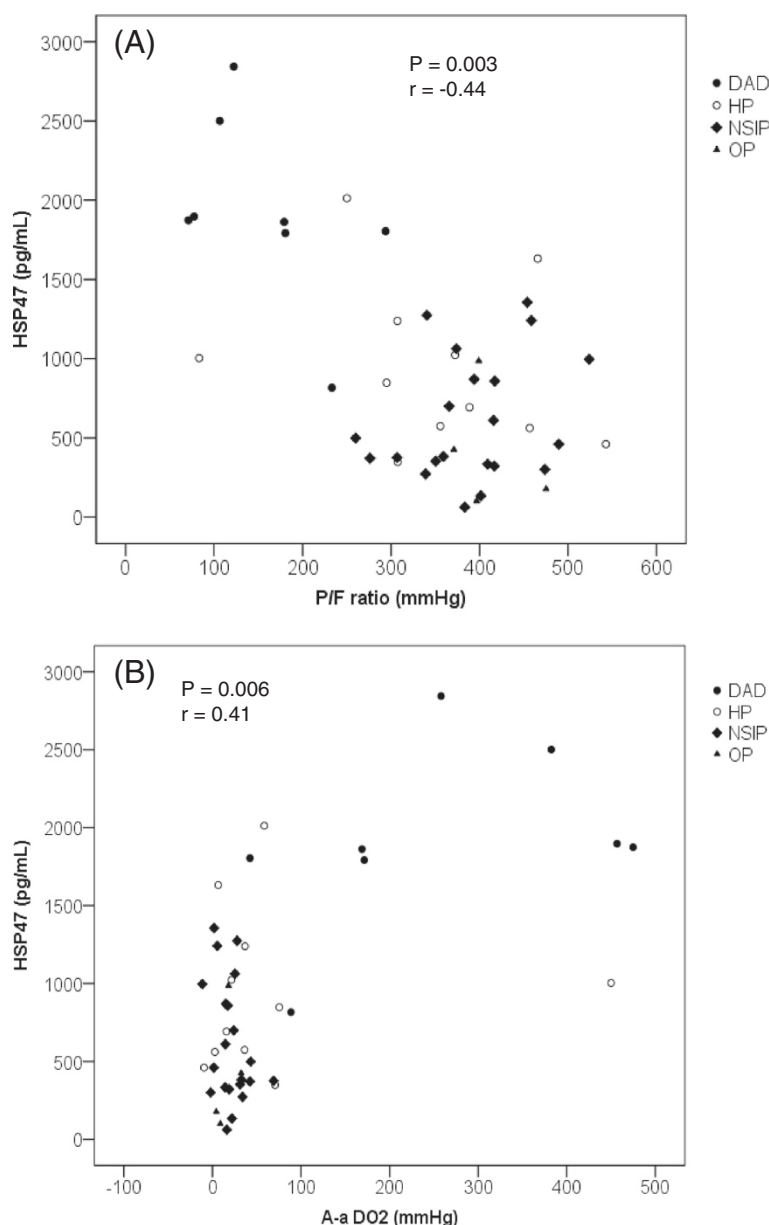 (A)
P = 0.003
r = -0.44
DAD
HP
NSIP
OP
HSP47 (pg/mL)
3000
2500
2000
1500
1000
500
0
0 100 200 300 400 500 600
P/F ratio (mmHg)
(B)
P = 0.006
r = 0.41
DAD
HP
NSIP
OP
HSP47 (pg/mL)
3000
2500
2000
1500
1000
500
0
-100 0 100 200 300 400 500
A-a DO2 (mmHg)